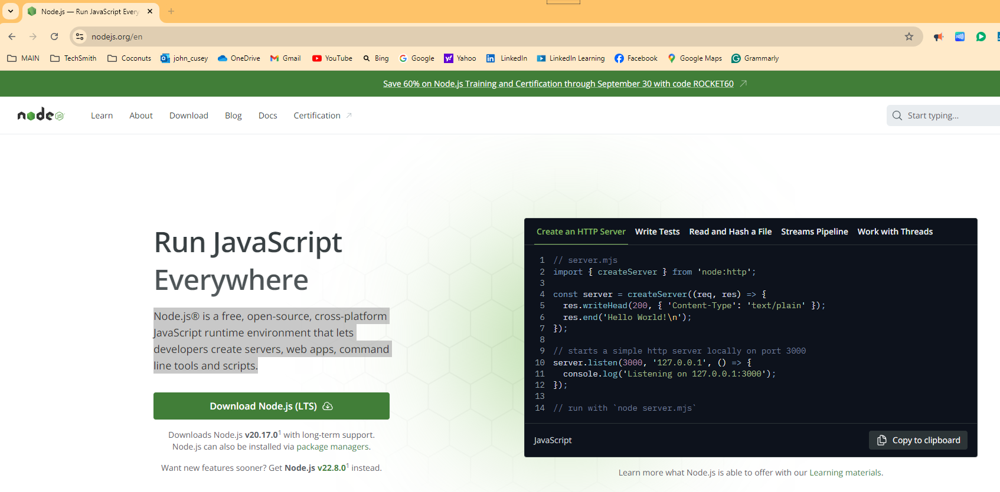 Node.js — Run JavaScript Every
nodejs.org/en
MAIN TechSmith Coconuts john_cusey OneDrive Gmail YouTube Bing Google Yahoo LinkedIn LinkedIn Learning Facebook Google Maps Grammarly
Save 60% on Node.js Training and Certification through September 30 with code ROCKET60
node JS Learn About Download Blog Docs Certification Start typing...
Run JavaScript
Everywhere
Node.js® is a free, open-source, cross-platform
JavaScript runtime environment that lets
developers create servers, web apps, command
line tools and scripts.
Download Node.js (LTS)
Downloads Node.js v20.17.0¹ with long-term support.
Node.js can also be installed via package managers.
Want new features sooner? Get Node.js v22.8.0¹ instead.
Create an HTTP Server Write Tests Read and Hash a File Streams Pipeline Work with Threads
1 // server.mjs
2 import { createServer } from 'node:http';
3
4 const server = createServer((req, res) => {
5   res.writeHead(200, { 'Content-Type': 'text/plain' });
6   res.end('Hello World!\n');
7 });
8
9 // starts a simple http server locally on port 3000
10 server.listen(3000, '127.0.0.1', () => {
11   console.log('Listening on 127.0.0.1:3000');
12 });
13
14 // run with `node server.mjs`
JavaScript Copy to clipboard
Learn more what Node.js is able to offer with our Learning materials.